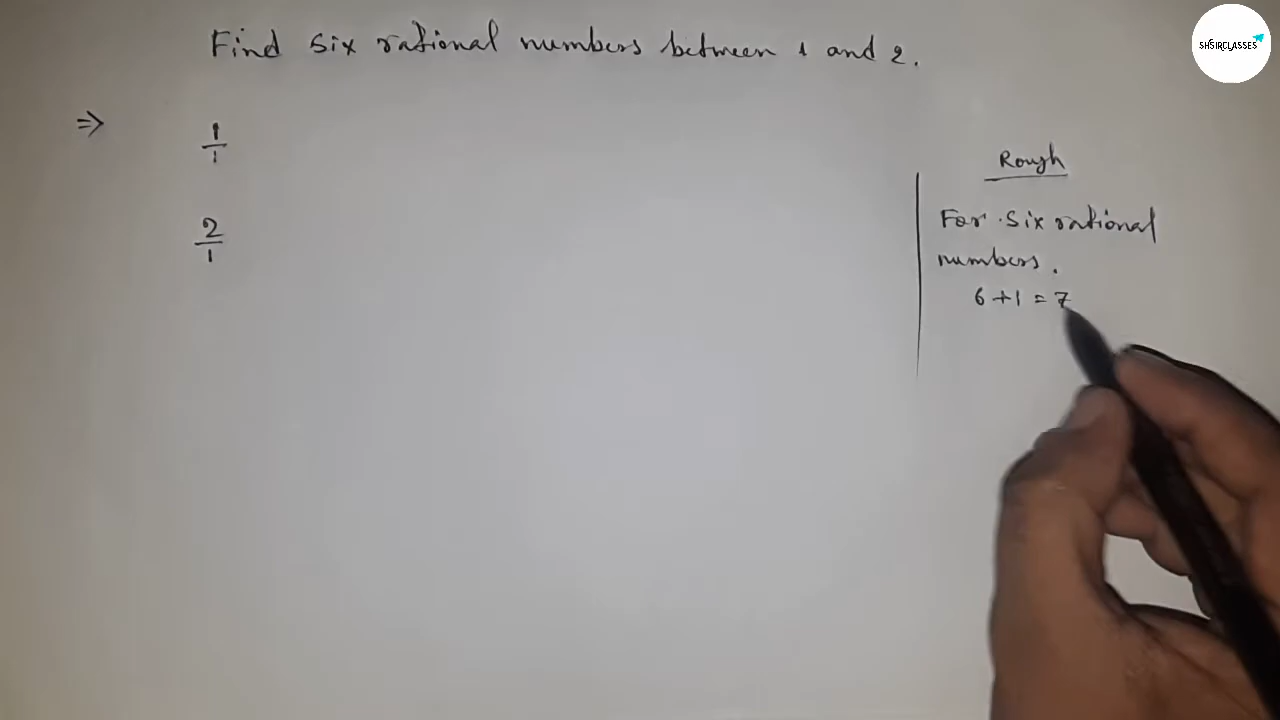 Find six rational numbers between 1 and 2.
SHSIRCLASSES
⇒ 1/1
2/1
Rough
For six rational
numbers.
6+1=7